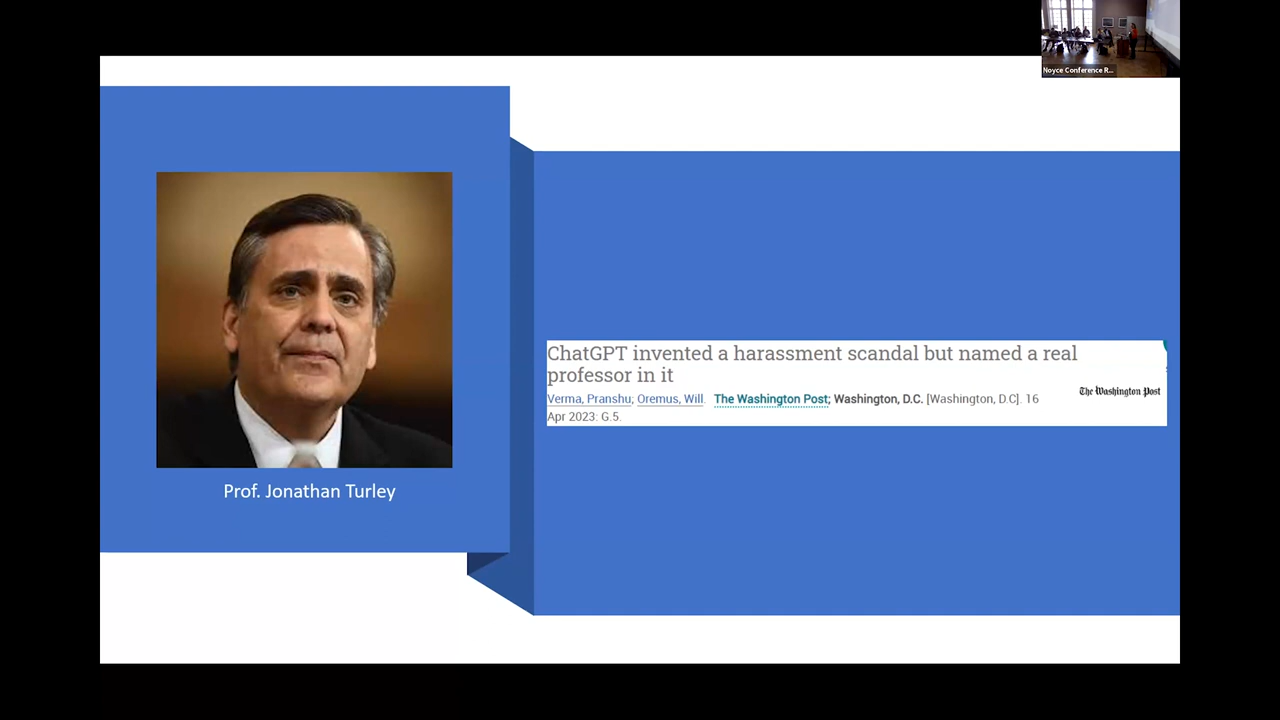 Noyce Conference R...
Prof. Jonathan Turley
ChatGPT invented a harassment scandal but named a real
professor in it
Verma, Pranshu; Oremus, Will. The Washington Post; Washington, D.C. [Washington, D.C]. 16
Apr 2023: G.5.
The Washington Post